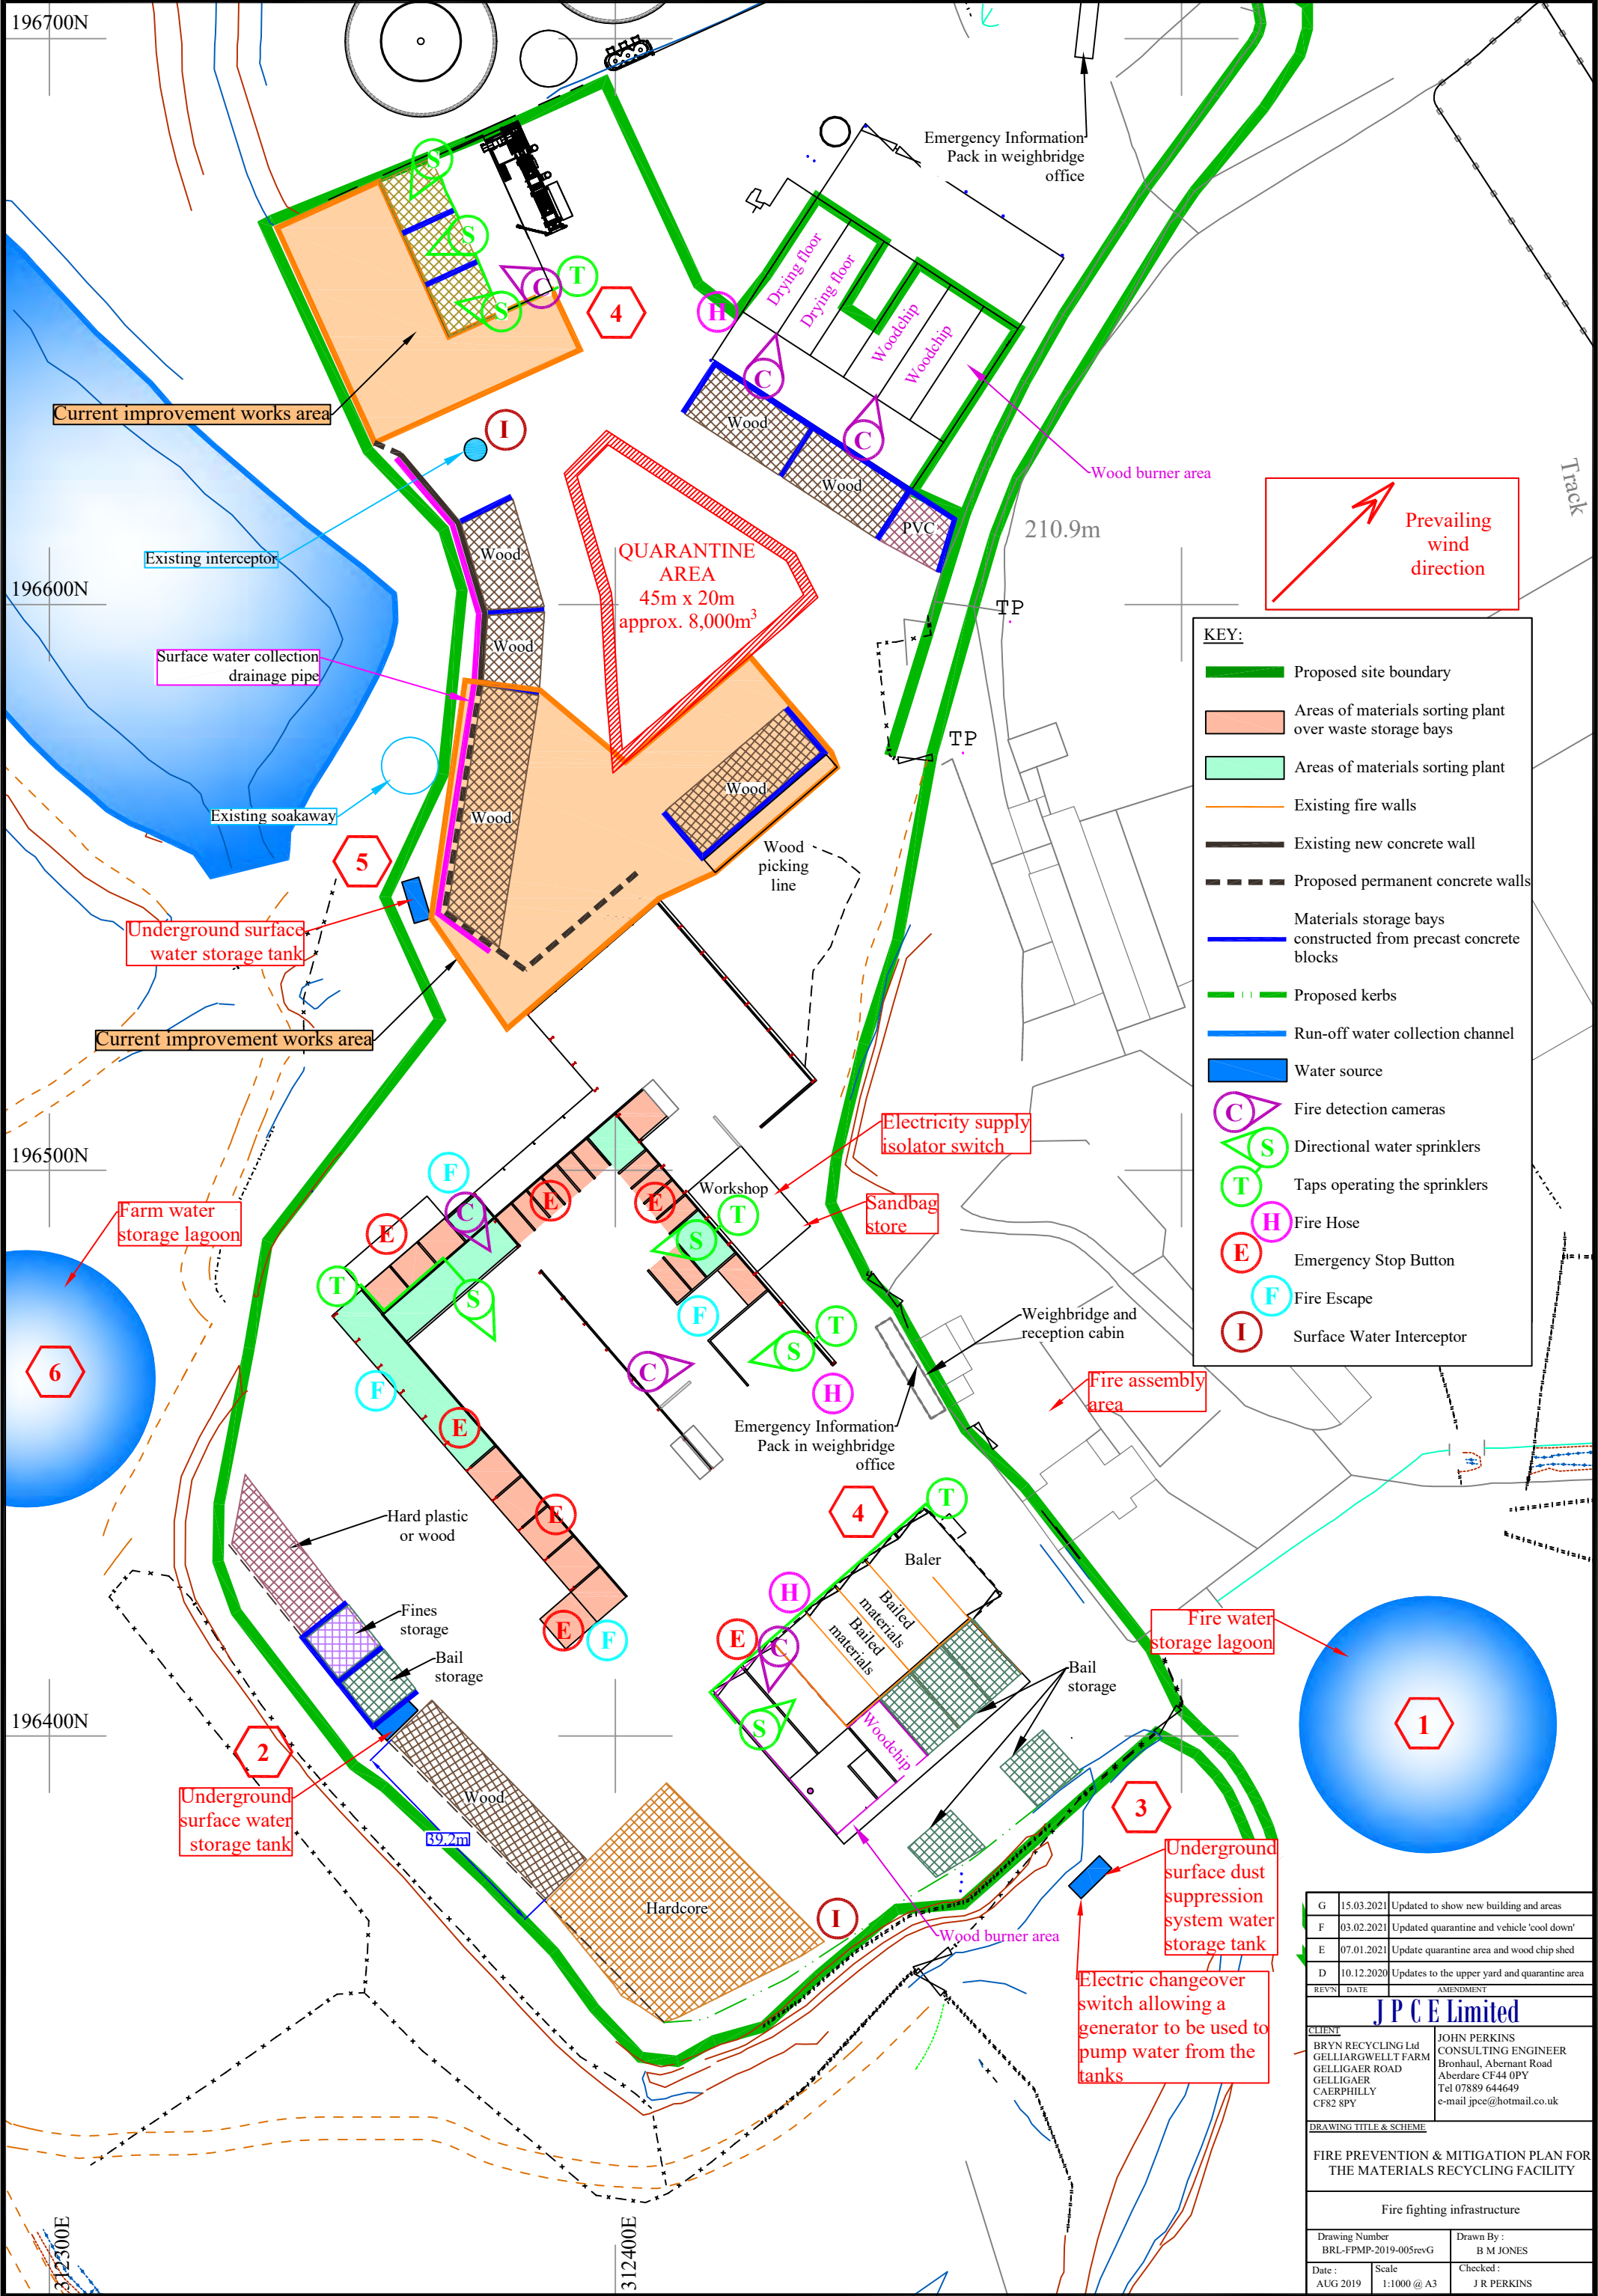 196700N
Emergency Information
Pack in weighbridge
office
S
S
S
C
T
4
H
Drying floor
Drying floor
Woodchip
Woodchip
C
C
Current improvement works area
I
Wood
Wood
PVC
Wood burner area
210.9m
Track
Prevailing
wind
direction
Existing interceptor
Wood
QUARANTINE
AREA
45m x 20m
approx. 8,000m³
196600N
TP
Surface water collection
drainage pipe
Wood
TP
Existing soakaway
Wood
Wood
Wood
picking
line
5
Underground surface
water storage tank
Current improvement works area
KEY:
Proposed site boundary
Areas of materials sorting plant
over waste storage bays
Areas of materials sorting plant
Existing fire walls
Existing new concrete wall
Proposed permanent concrete walls
Materials storage bays
constructed from precast concrete
blocks
Proposed kerbs
Run-off water collection channel
Water source
C Fire detection cameras
S Directional water sprinklers
T Taps operating the sprinklers
H Fire Hose
E Emergency Stop Button
F Fire Escape
I Surface Water Interceptor
196500N
Electricity supply
isolator switch
Workshop
Sandbag
store
F
C
E
E
E
T
S
T
S
F
Farm water
storage lagoon
6
F
E
C
S
T
H
Weighbridge and
reception cabin
Fire assembly
area
Emergency Information
Pack in weighbridge
office
4
T
Hard plastic
or wood
E
Baler
Bailed
materials
Bailed
materials
H
E
C
S
Fines
storage
E
F
Bail
storage
Bail
storage
Woodchip
Fire water
storage lagoon
1
196400N
2
Underground
surface water
storage tank
Wood
39.2m
Hardcore
I
3
Underground
surface dust
suppression
system water
storage tank
Wood burner area
Electric changeover
switch allowing a
generator to be used to
pump water from the
tanks
312300E
312400E
G 15.03.2021 Updated to show new building and areas
F 03.02.2021 Updated quarantine and vehicle 'cool down'
E 07.01.2021 Update quarantine area and wood chip shed
D 10.12.2020 Updates to the upper yard and quarantine area
REV'N DATE AMENDMENT
J P C E Limited
CLIENT
BRYN RECYCLING Ltd
GELLIARGWELLT FARM
GELLIGAER ROAD
GELLIGAER
CAERPHILLY
CF82 8PY
JOHN PERKINS
CONSULTING ENGINEER
Bronhaul, Abernant Road
Aberdare CF44 0PY
Tel 07889 644649
e-mail jpce@hotmail.co.uk
DRAWING TITLE & SCHEME
FIRE PREVENTION & MITIGATION PLAN FOR
THE MATERIALS RECYCLING FACILITY
Fire fighting infrastructure
Drawing Number
BRL-FPMP-2019-005revG
Drawn By :
B M JONES
Date :
AUG 2019
Scale
1:1000 @ A3
Checked :
J R PERKINS